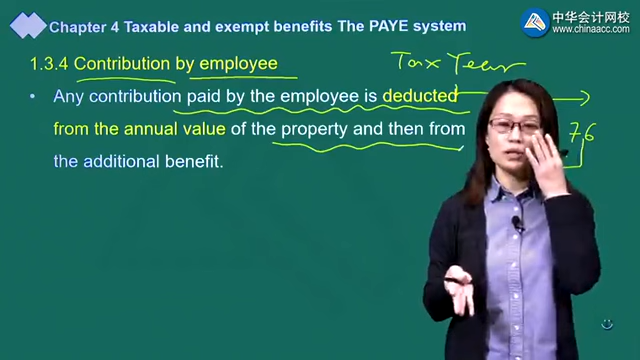 Chapter 4 Taxable and exempt benefits The PAYE system
中华会计网校
www.chinaacc.com
1.3.4 Contribution by employee
Tax Year
• Any contribution paid by the employee is deducted
from the annual value of the property and then from
76
the additional benefit.